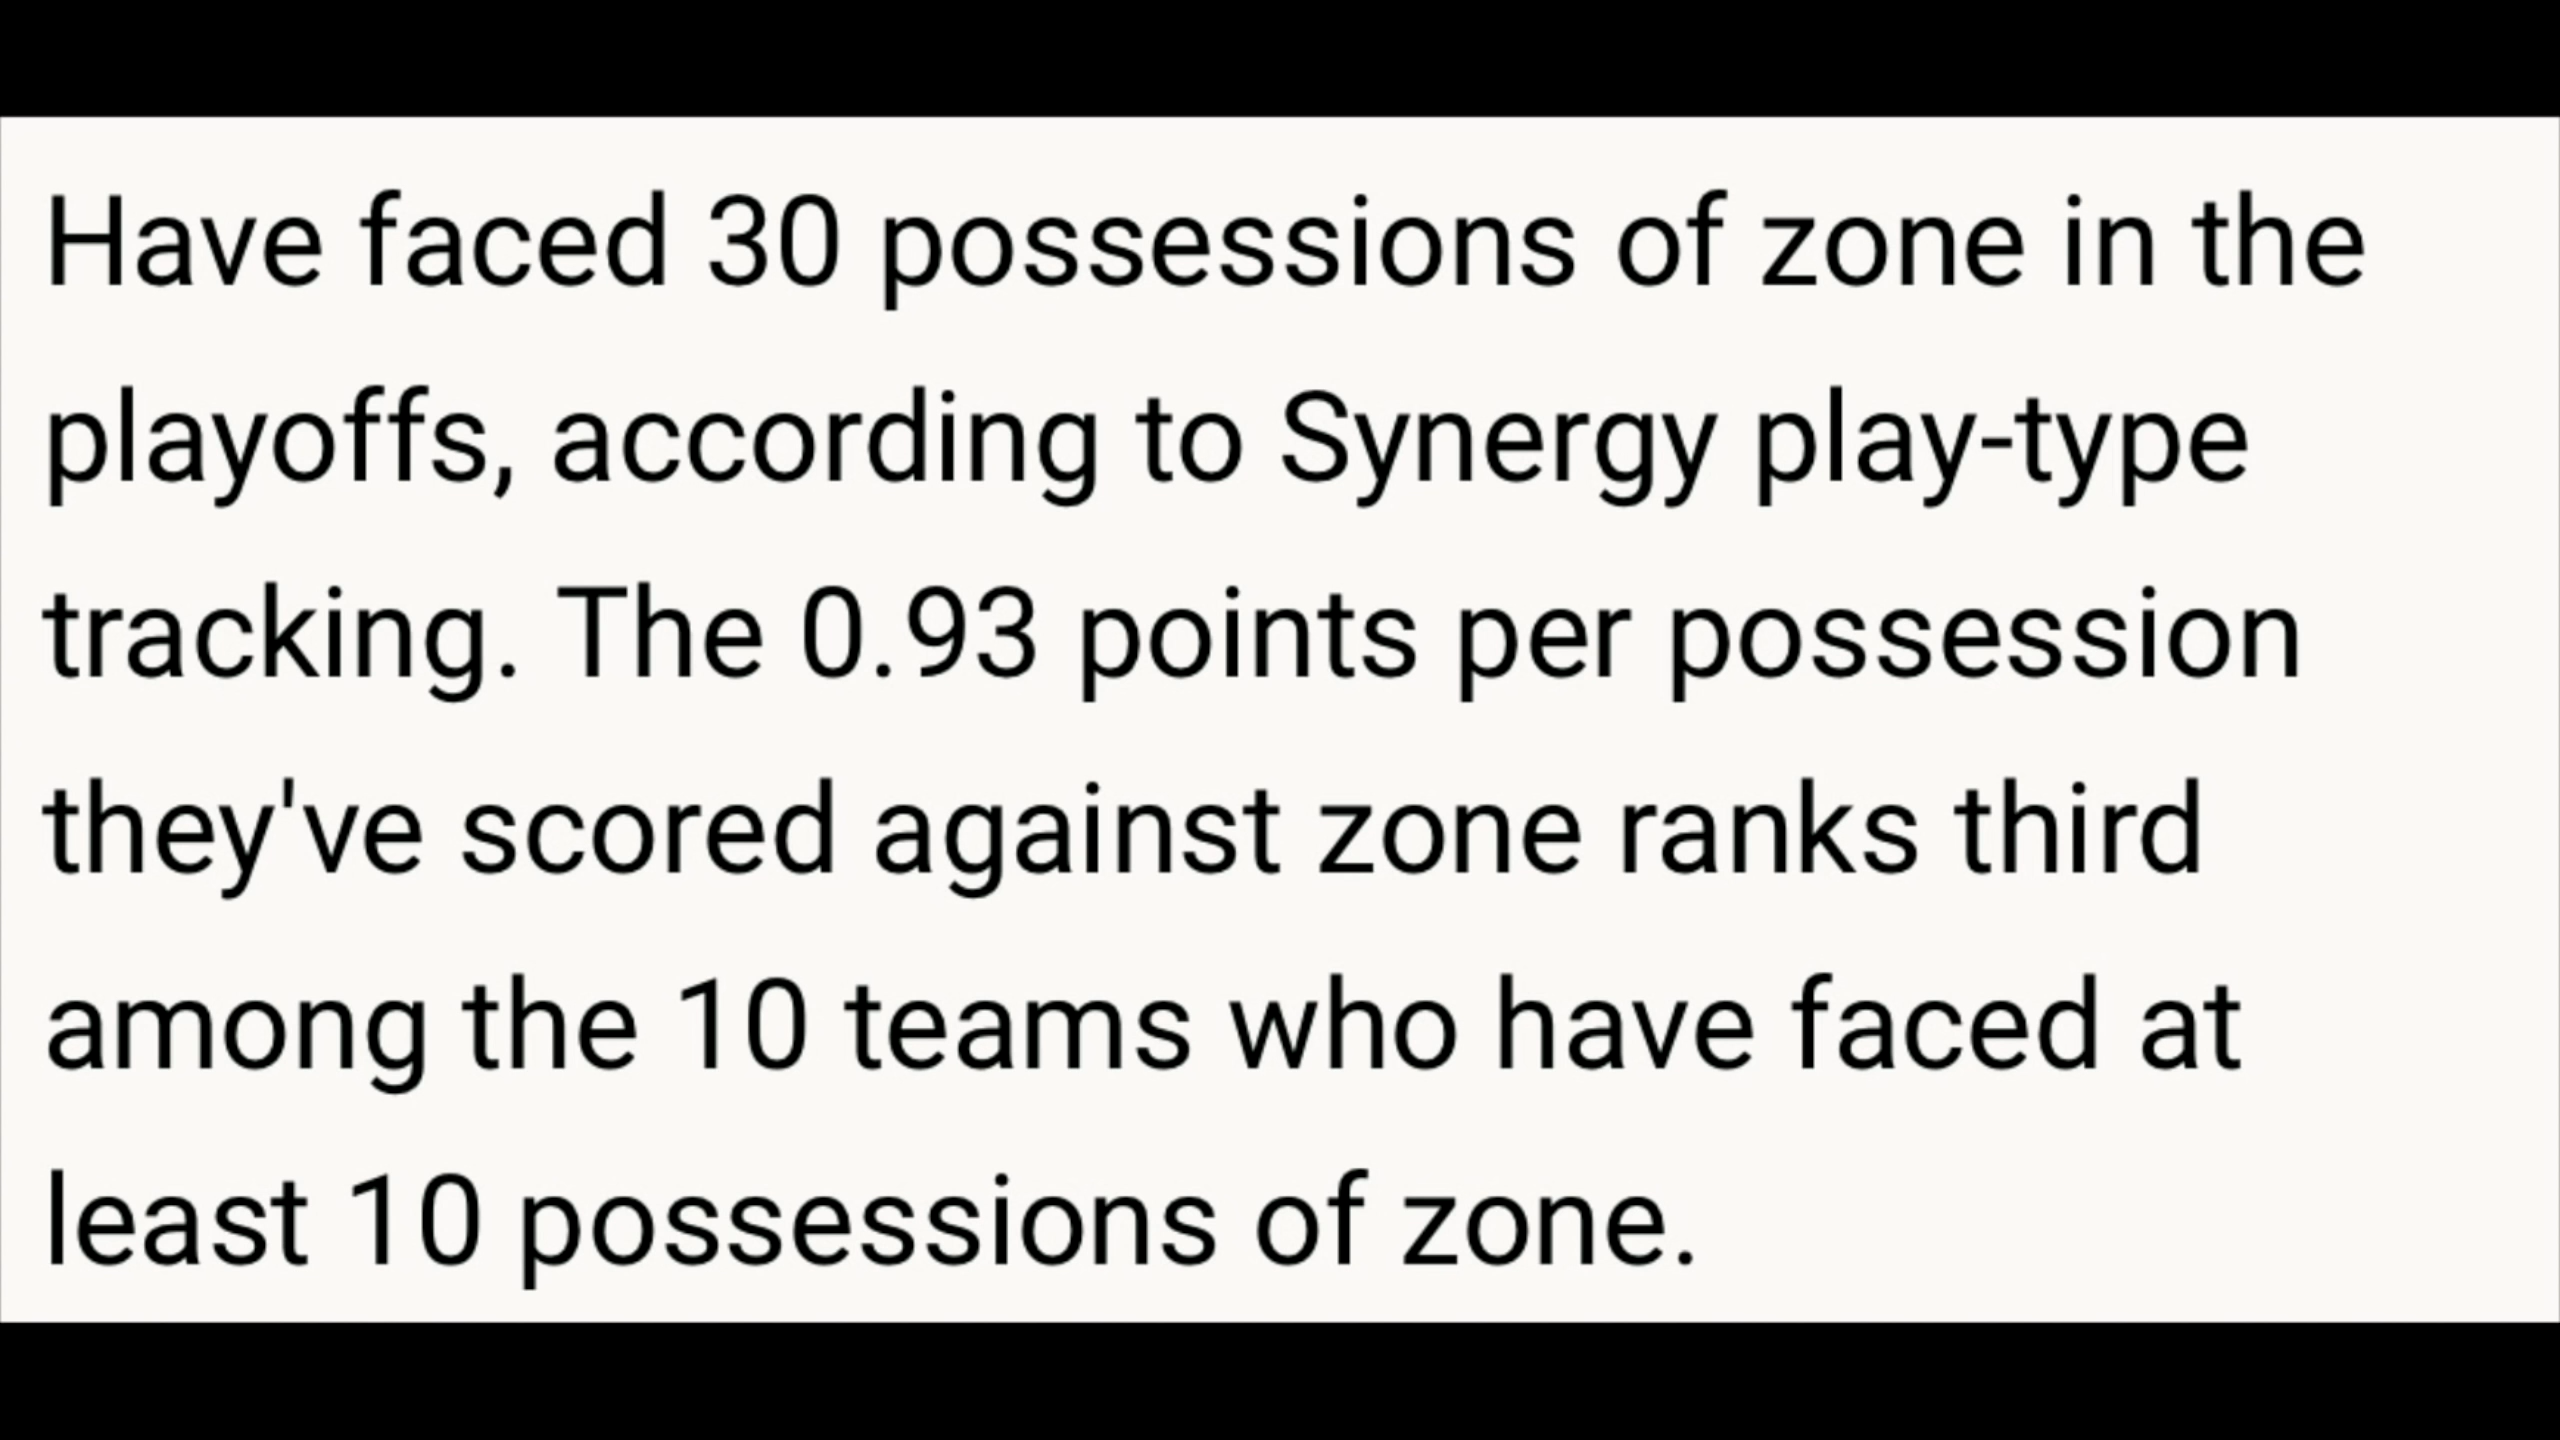 Have faced 30 possessions of zone in the
playoffs, according to Synergy play-type
tracking. The 0.93 points per possession
they've scored against zone ranks third
among the 10 teams who have faced at
least 10 possessions of zone.